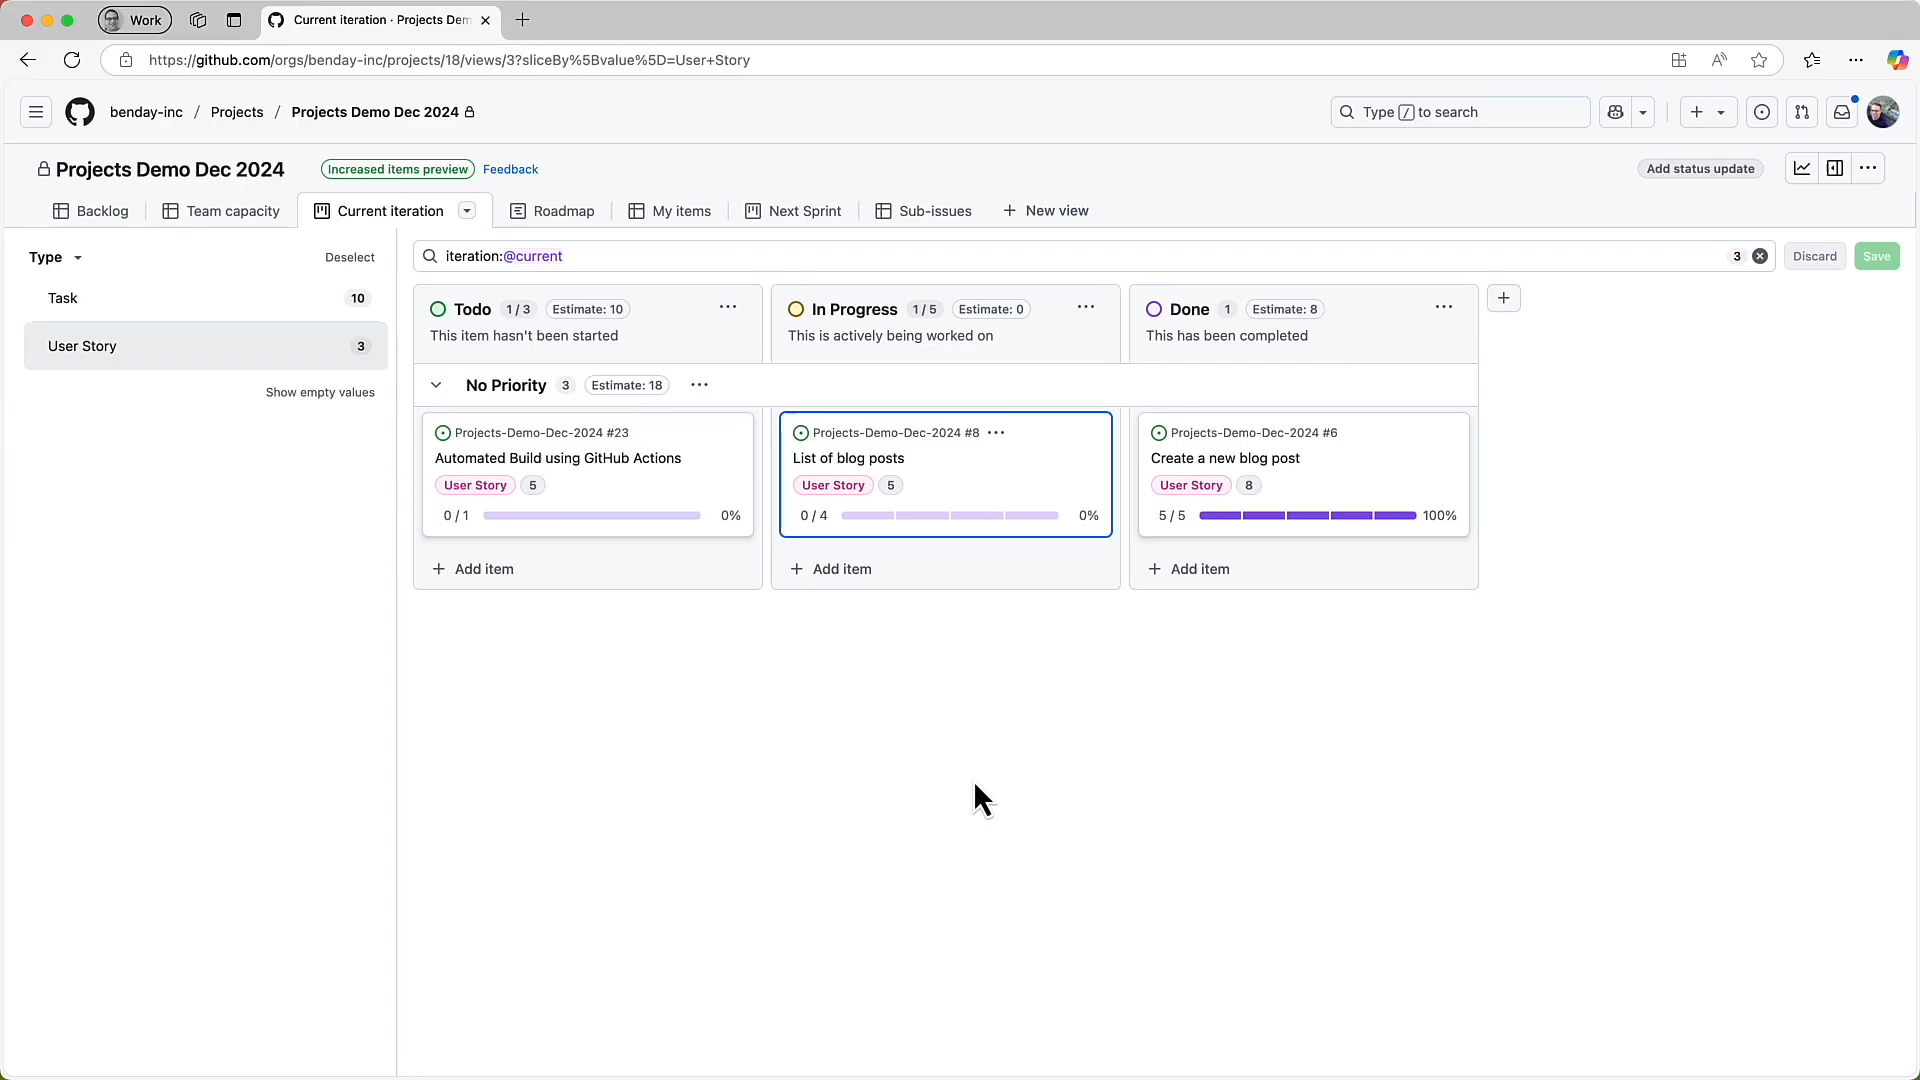 Work
Current iteration · Projects Dem
https://github.com/orgs/benday-inc/projects/18/views/3?sliceBy%5Bvalue%5D=User+Story
benday-inc / Projects / Projects Demo Dec 2024
Type / to search
Projects Demo Dec 2024
Increased items preview
Feedback
Add status update
Backlog
Team capacity
Current iteration
Roadmap
My items
Next Sprint
Sub-issues
New view
Type
Deselect
Task 10
User Story 3
Show empty values
iteration:@current
3
Discard
Save
Todo 1 / 3 Estimate: 10
This item hasn't been started
In Progress 1 / 5 Estimate: 0
This is actively being worked on
Done 1 Estimate: 8
This has been completed
No Priority 3 Estimate: 18
Projects-Demo-Dec-2024 #23
Automated Build using GitHub Actions
User Story 5
0 / 1 0%
Add item
Projects-Demo-Dec-2024 #8
List of blog posts
User Story 5
0 / 4 0%
Add item
Projects-Demo-Dec-2024 #6
Create a new blog post
User Story 8
5 / 5 100%
Add item